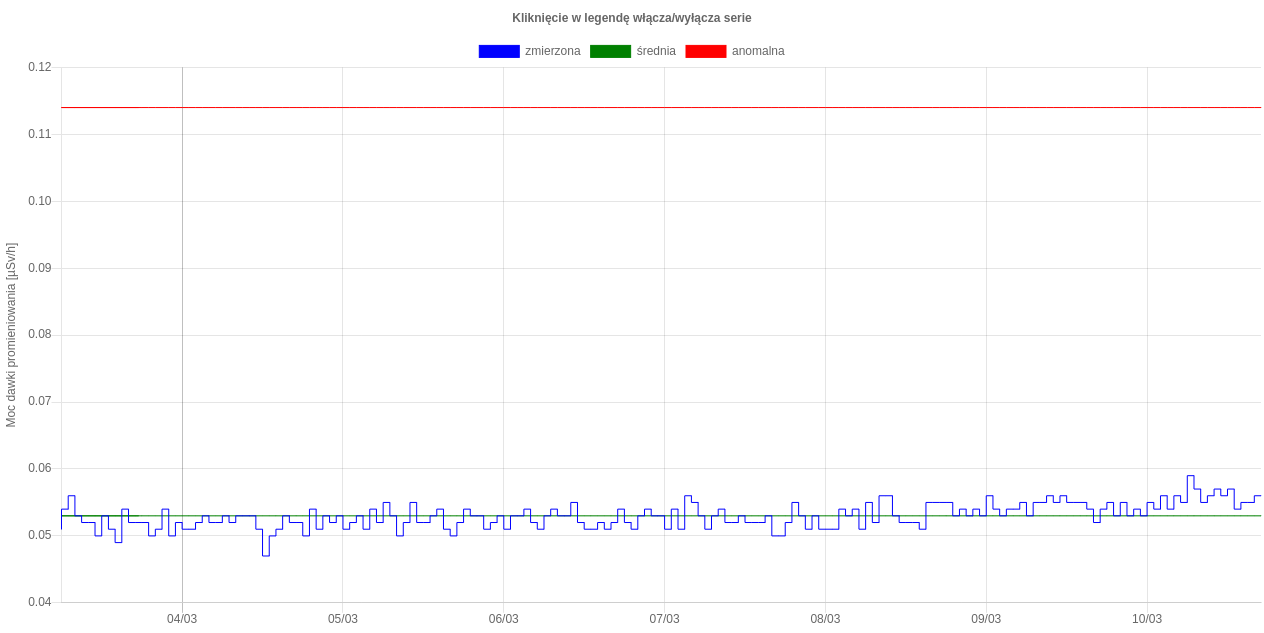 Kliknięcie w legendę włącza/wyłącza serie
zmierzona średnia anomalna
Moc dawki promieniowania [µSv/h]
0.12
0.11
0.10
0.09
0.08
0.07
0.06
0.05
0.04
04/03 05/03 06/03 07/03 08/03 09/03 10/03